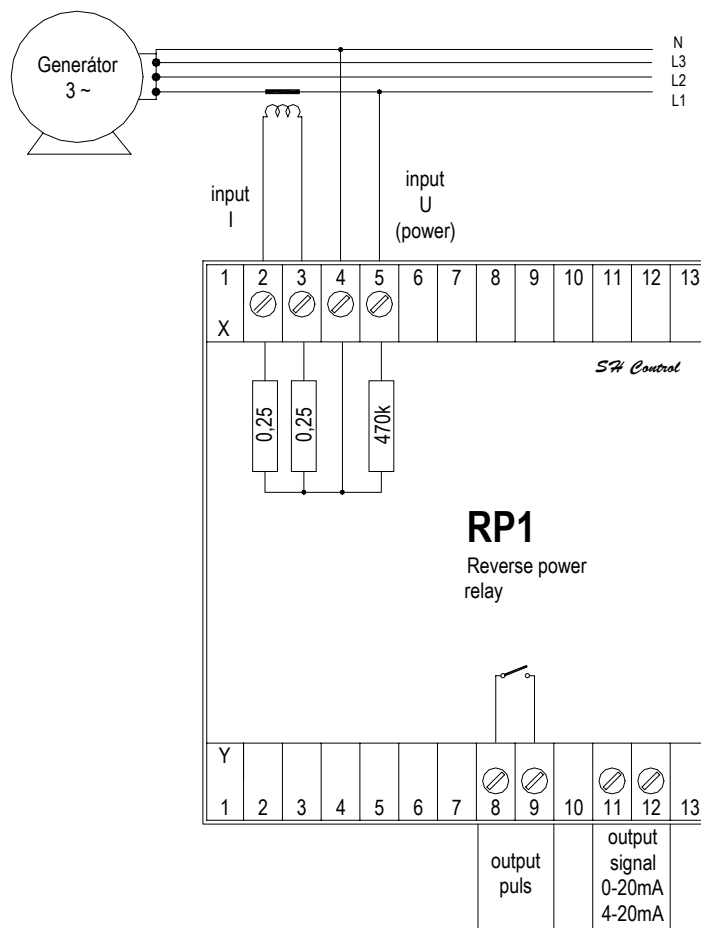 Generátor
3 ~
N
L3
L2
L1
input
I
input
U
(power)
1 2 3 4 5 6 7 8 9 10 11 12 13
X
SH Control
0,25
0,25
470k
RP1
Reverse power
relay
Y
1 2 3 4 5 6 7 8 9 10 11 12 13
output
puls
output
signal
0-20mA
4-20mA